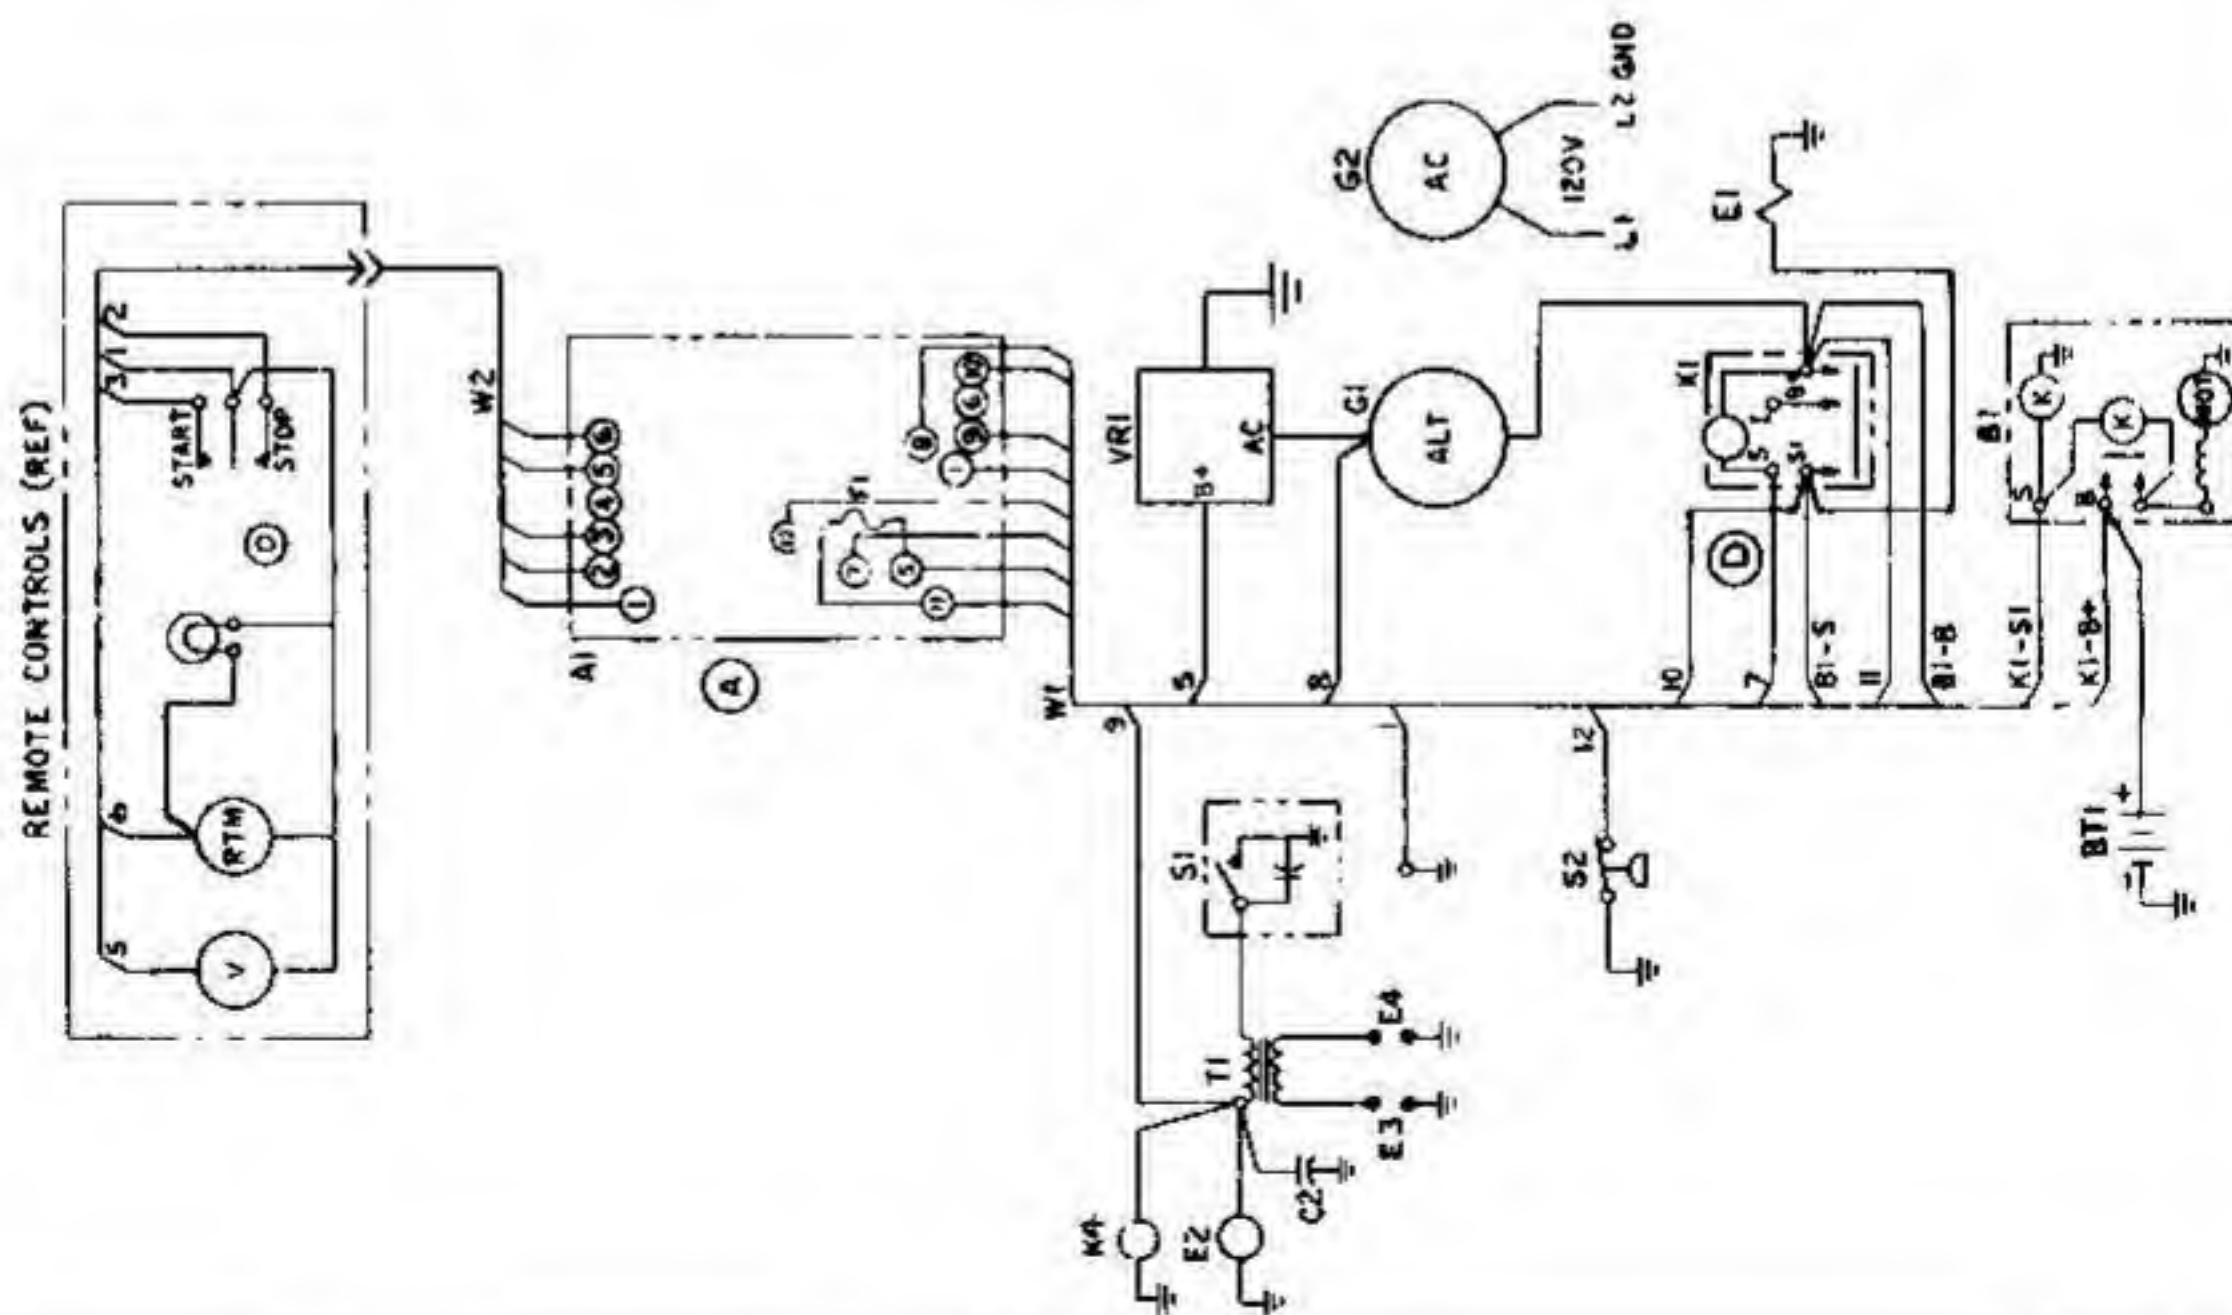 REMOTE CONTROLS (REF)
5
6
3
1
2
V
RTM
START
STOP
W2
A1
A
1
2
3
4
5
6
7
5
11
8
1
9
6
10
W1
VR1
B+
AC
G1
ALT
G2
AC
120V
L1
L2 GND
E1
K1
S
S1
D
B1
S
B
K
K
9
5
8
1
12
10
7
B1-S
11
B1-B
K1-S1
K1-B+
S1
S2
BT1
+
-
T1
E4
E3
C2
K4
E2